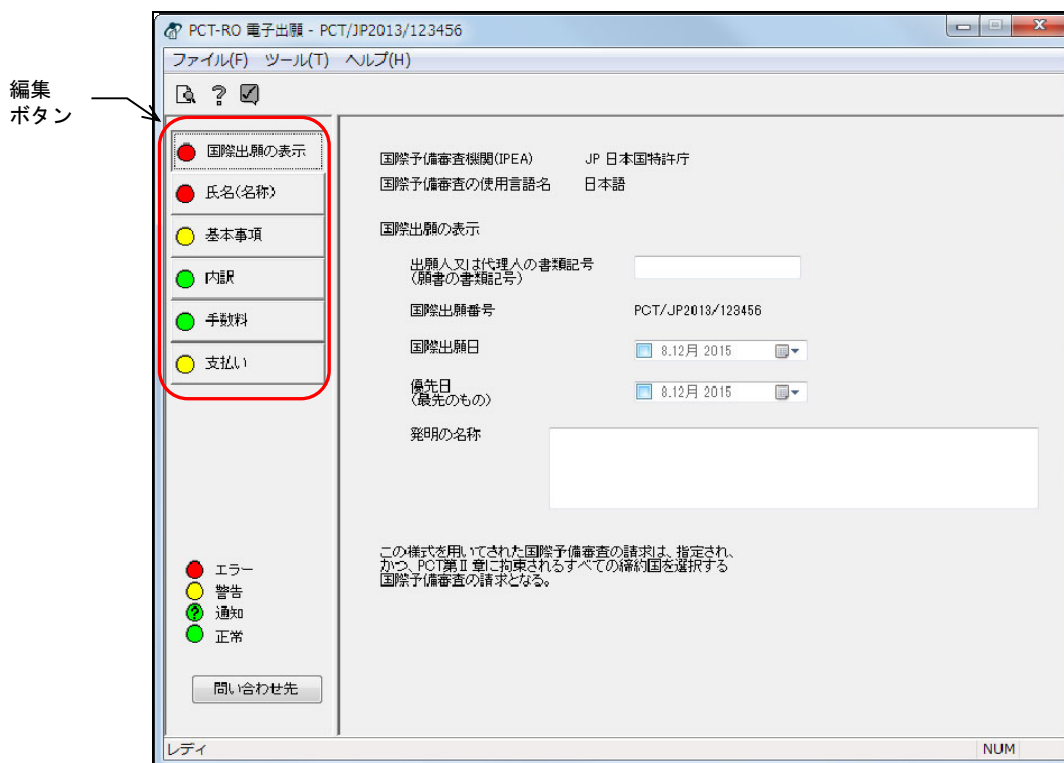 PCT-RO 電子出願 - PCT/JP2013/123456
ファイル(F) ツール(T) ヘルプ(H)
編集
ボタン
国際出願の表示
氏名(名称)
基本事項
内訳
手数料
支払い
エラー
警告
通知
正常
問い合わせ先
国際予備審査機関(IPEA) JP 日本国特許庁
国際予備審査の使用言語名 日本語
国際出願の表示
出願人又は代理人の書類記号
(願書の書類記号)
国際出願番号 PCT/JP2013/123456
国際出願日 8.12月 2015
優先日
(最先のもの) 8.12月 2015
発明の名称
この様式を用いてされた国際予備審査の請求は、指定され、
かつ、PCT第Ⅱ章に拘束されるすべての締約国を選択する
国際予備審査の請求となる。
レディ NUM